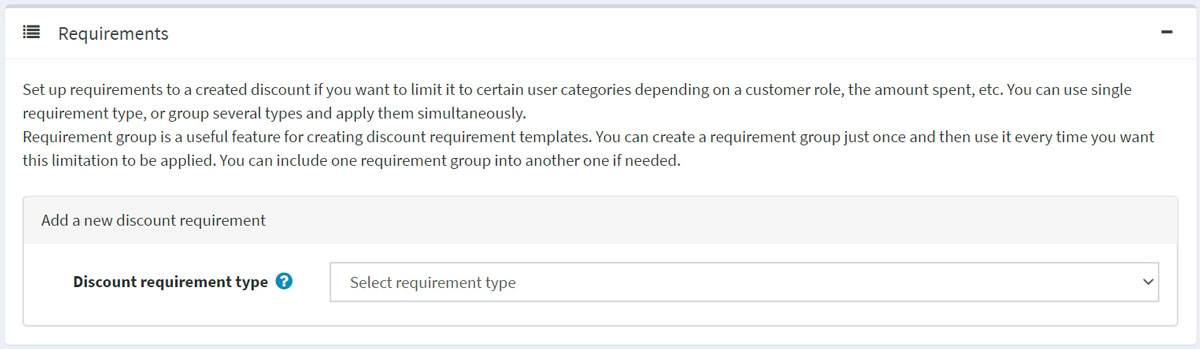 Requirements
Set up requirements to a created discount if you want to limit it to certain user categories depending on a customer role, the amount spent, etc. You can use single
requirement type, or group several types and apply them simultaneously.
Requirement group is a useful feature for creating discount requirement templates. You can create a requirement group just once and then use it every time you want
this limitation to be applied. You can include one requirement group into another one if needed.
Add a new discount requirement
Discount requirement type ? Select requirement type